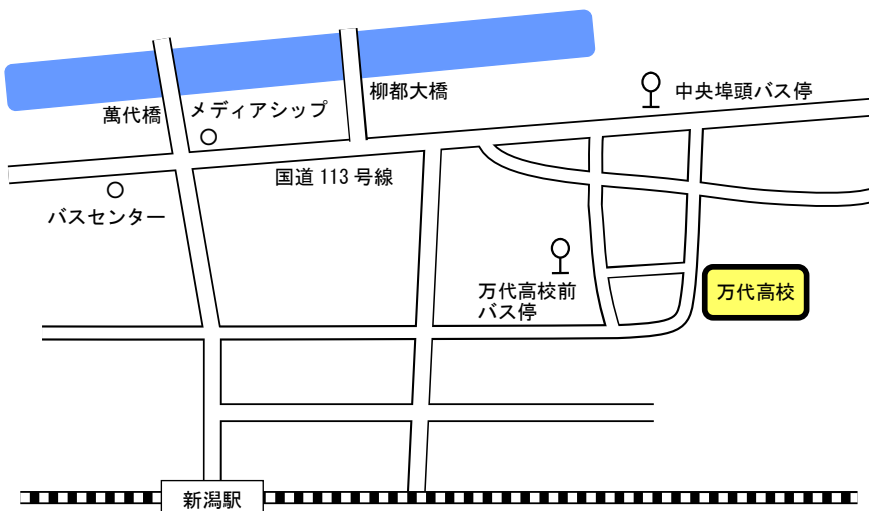 柳都大橋
中央埠頭バス停
萬代橋
メディアシップ
国道 113 号線
バスセンター
万代高校前
バス停
万代高校
新潟駅